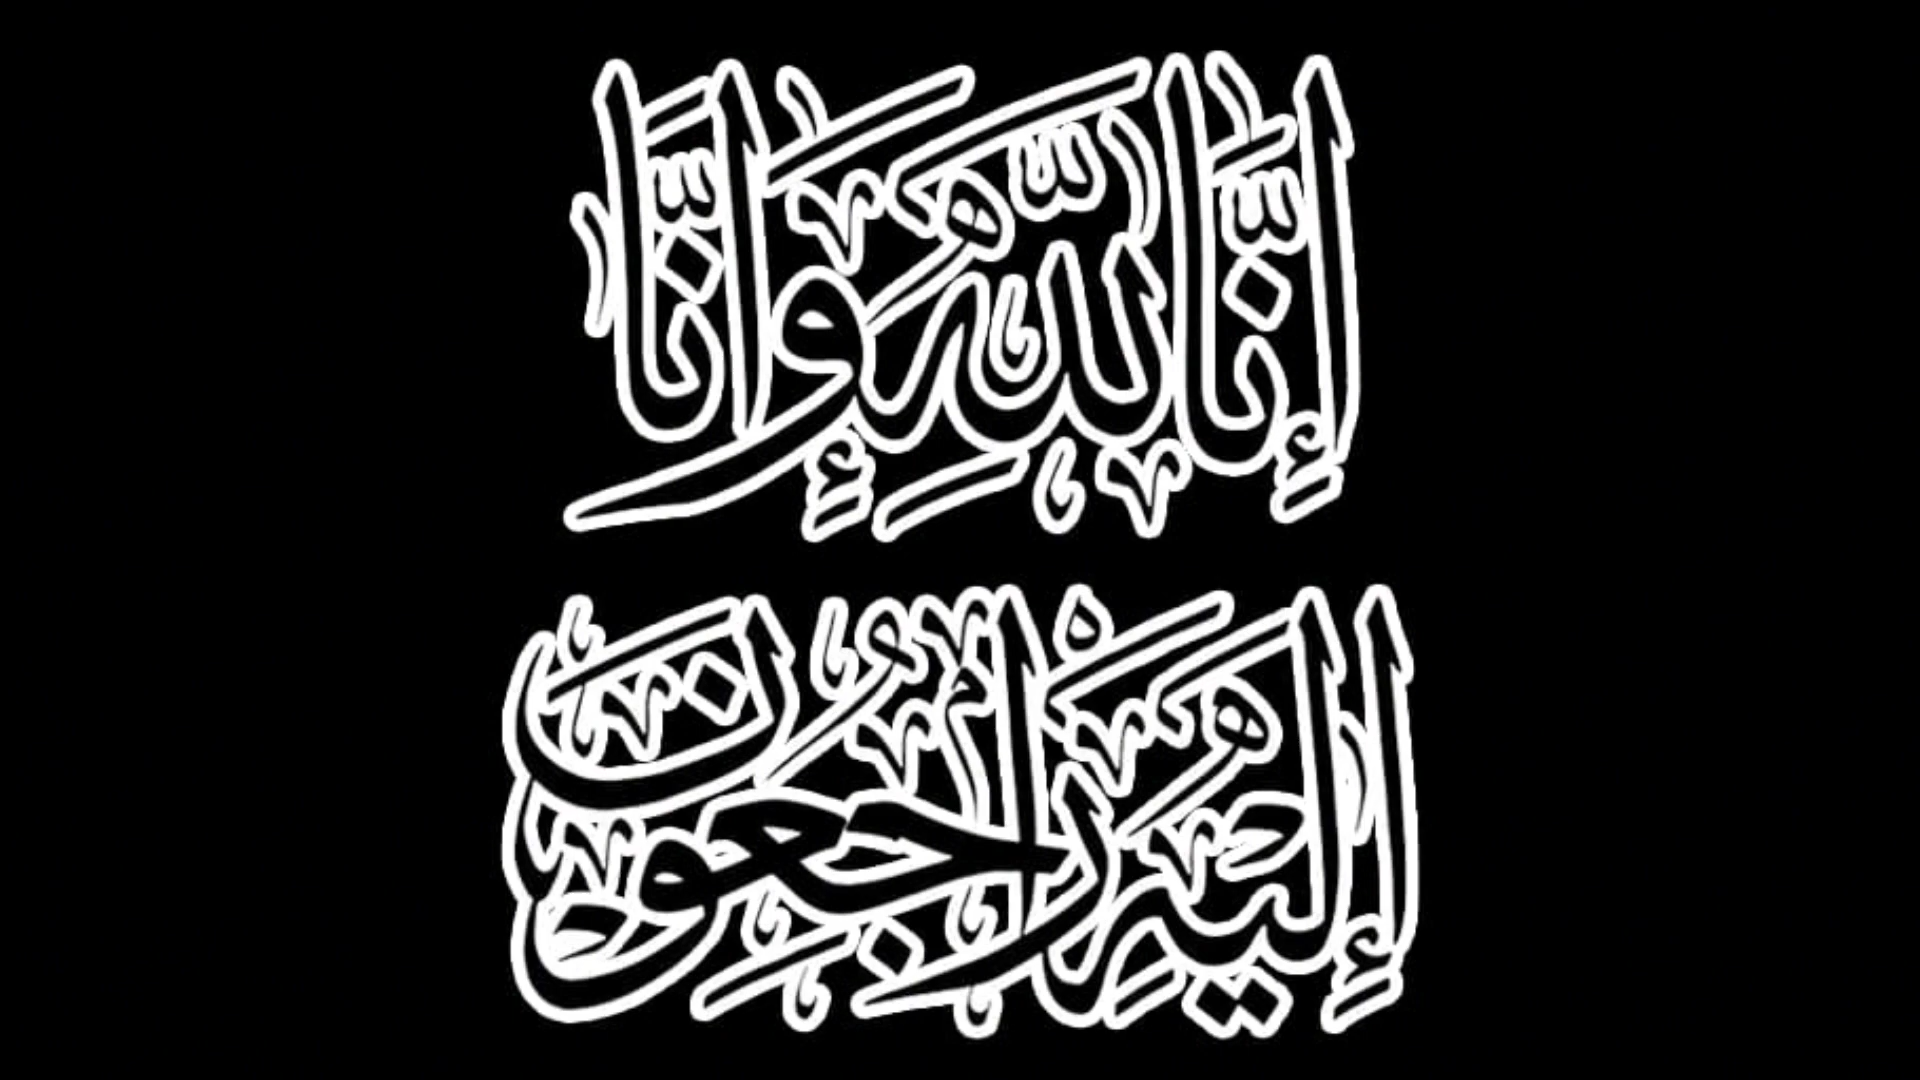 إِنَّا لِلَّهِ وَإِنَّا
إِلَيْهِ رَاجِعُونَ